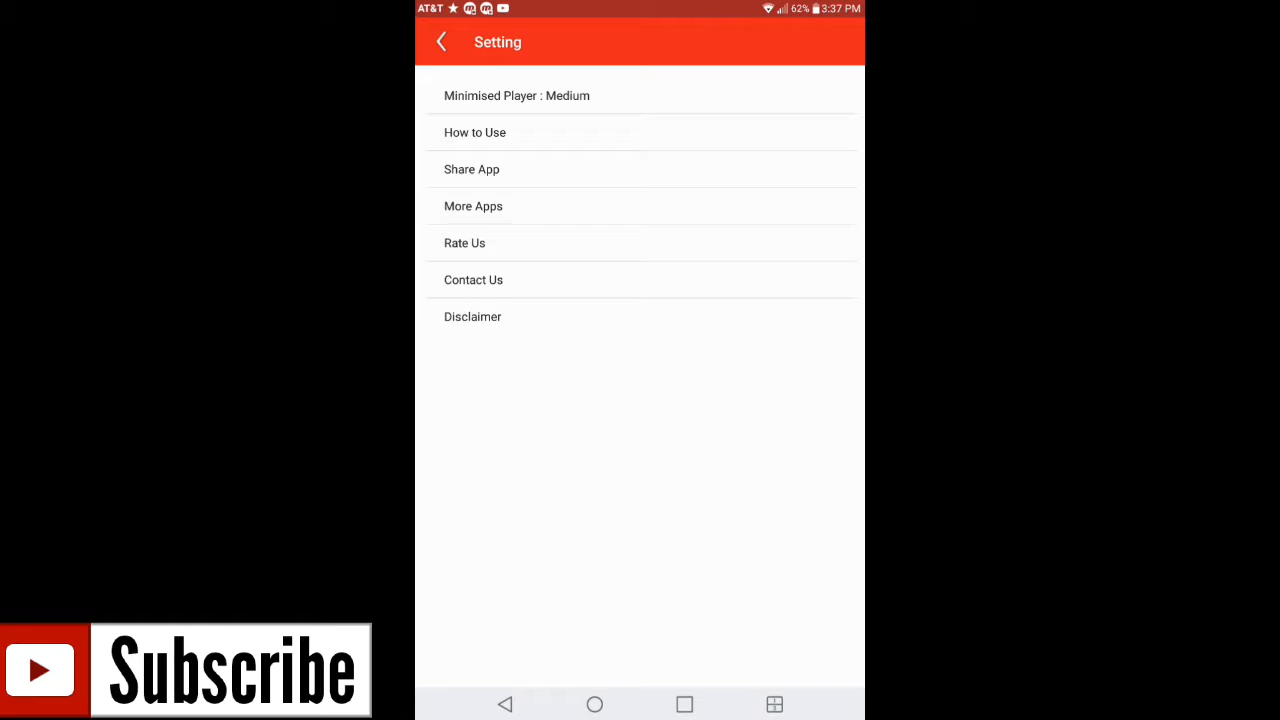 AT&T 62% 3:37 PM
Setting
Minimised Player : Medium
How to Use
Share App
More Apps
Rate Us
Contact Us
Disclaimer
Subscribe